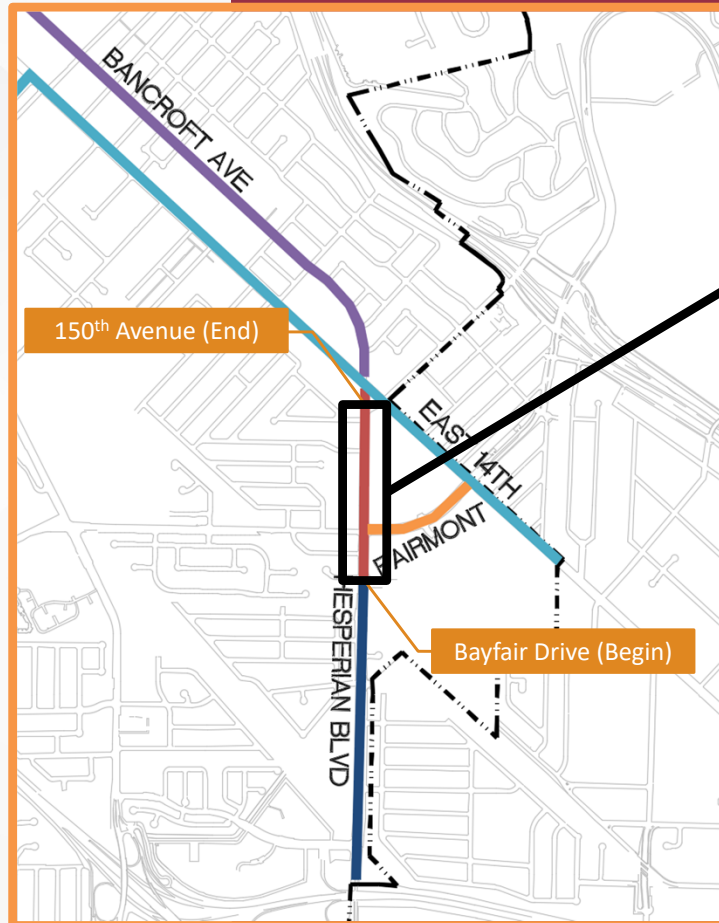 BANCROFT AVE
150th Avenue (End)
EAST 14TH
FAIRMONT
HESPERIAN BLVD
Bayfair Drive (Begin)